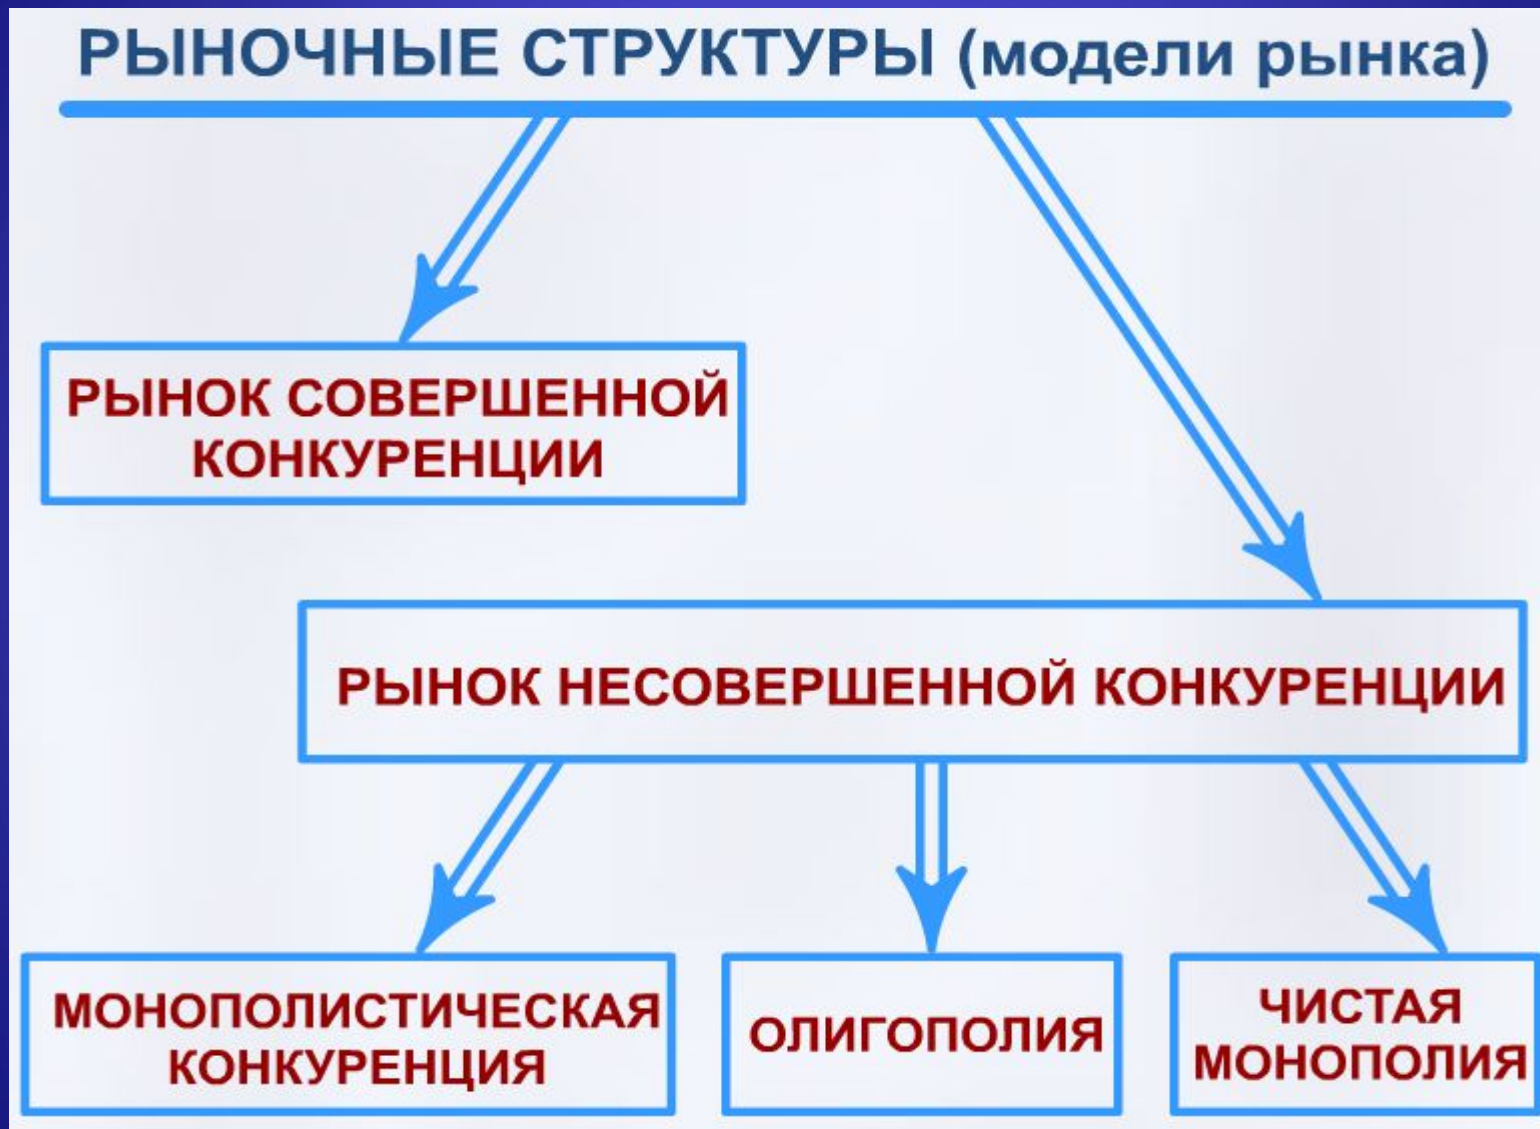 РЫНОЧНЫЕ СТРУКТУРЫ (модели рынка)
РЫНОК СОВЕРШЕННОЙ
КОНКУРЕНЦИИ
РЫНОК НЕСОВЕРШЕННОЙ КОНКУРЕНЦИИ
МОНОПОЛИСТИЧЕСКАЯ
КОНКУРЕНЦИЯ
ОЛИГОПОЛИЯ
ЧИСТАЯ
МОНОПОЛИЯ